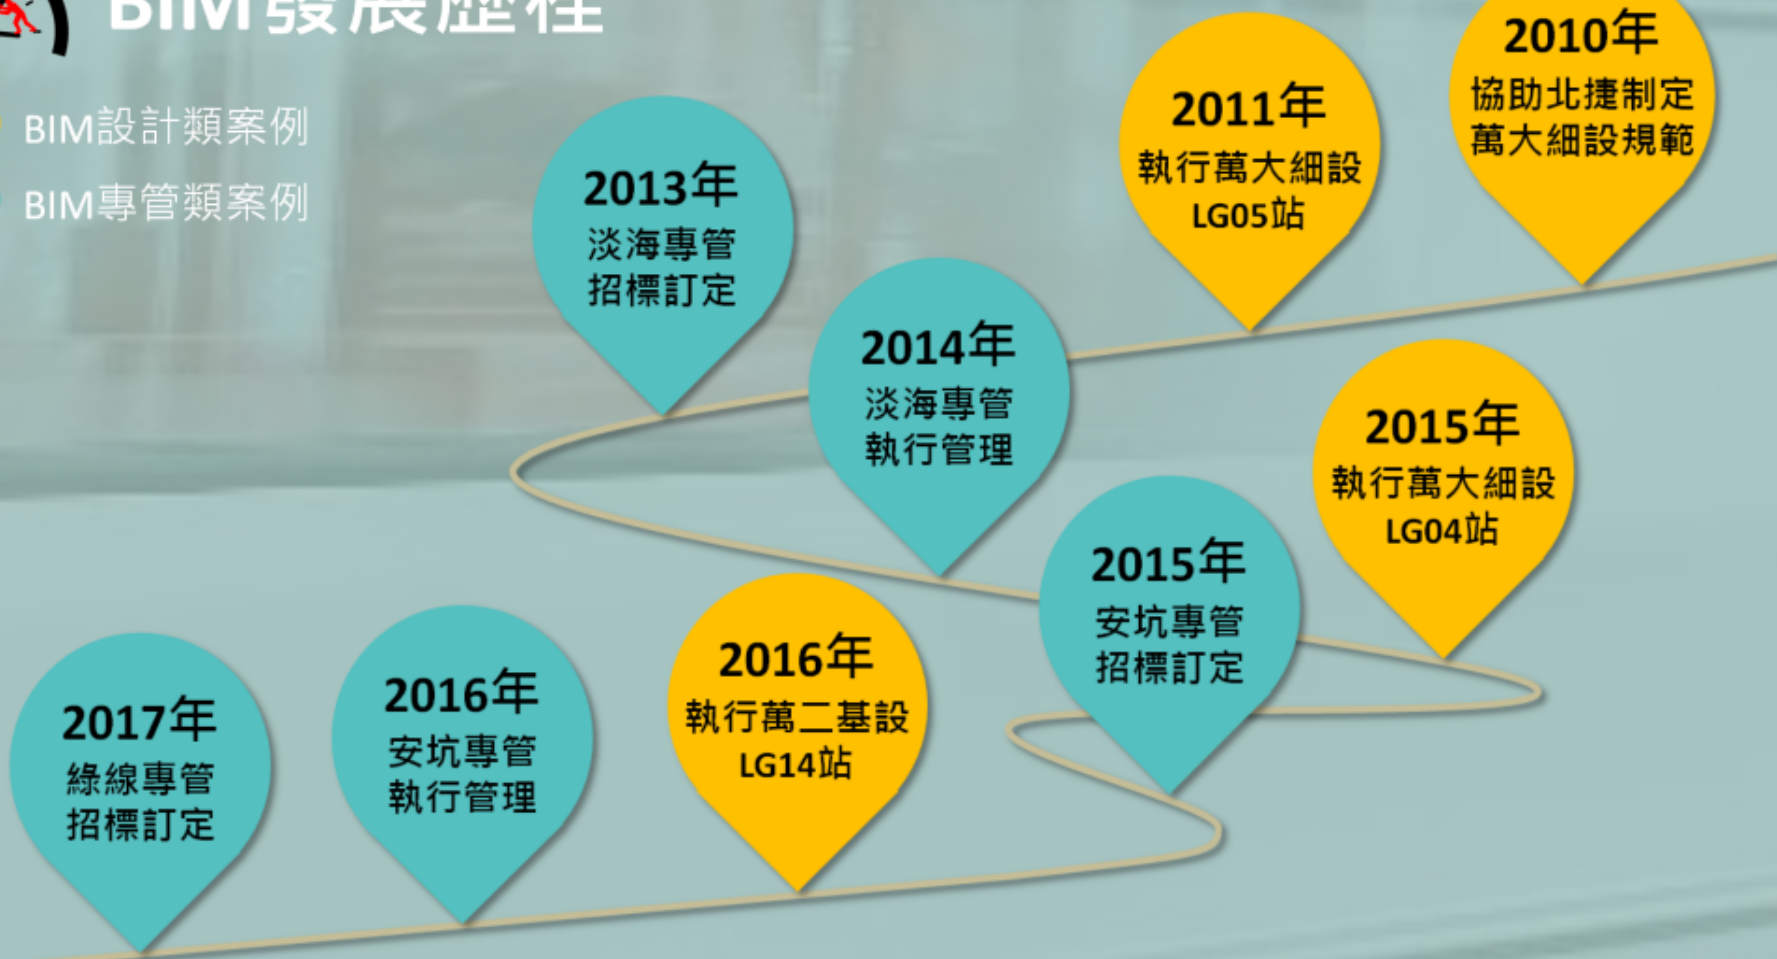 BIM發展歷程
BIM設計類案例
BIM專管類案例
2010年
協助北捷制定
萬大細設規範
2011年
執行萬大細設
LG05站
2013年
淡海專管
招標訂定
2014年
淡海專管
執行管理
2015年
執行萬大細設
LG04站
2015年
安坑專管
招標訂定
2016年
執行萬二基設
LG14站
2016年
安坑專管
執行管理
2017年
綠線專管
招標訂定